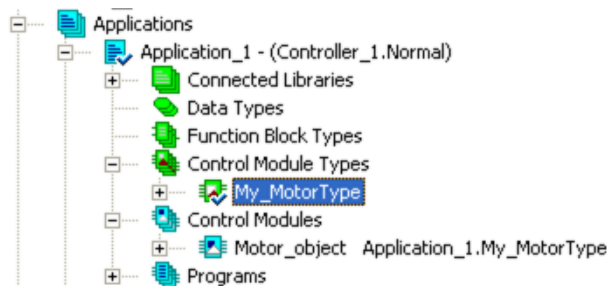 Applications
Application_1 - (Controller_1.Normal)
Connected Libraries
Data Types
Function Block Types
Control Module Types
My_MotorType
Control Modules
Motor_object Application_1.My_MotorType
Programs